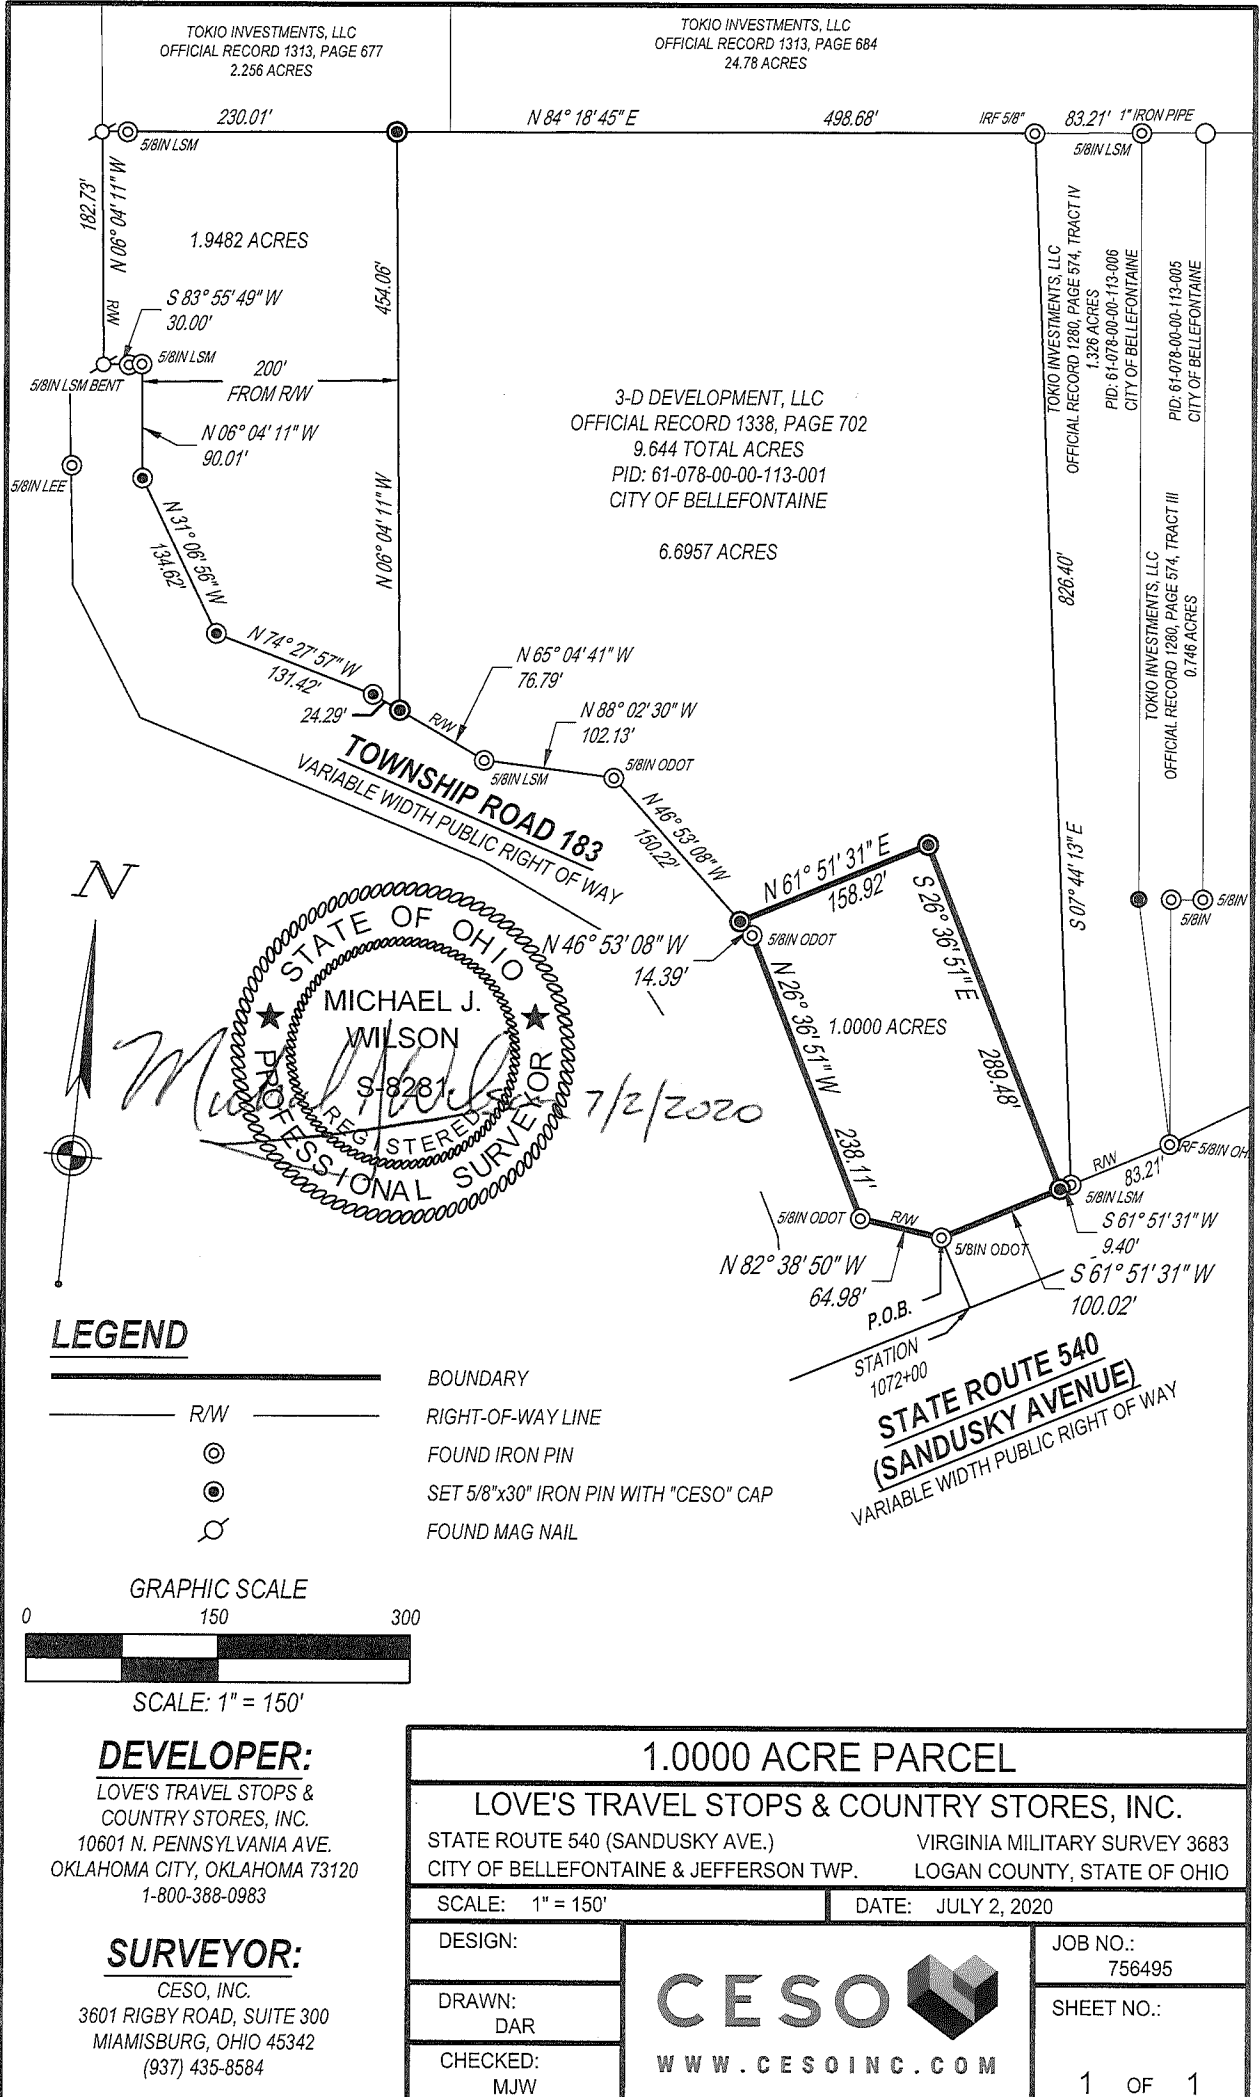 TOKIO INVESTMENTS, LLC
OFFICIAL RECORD 1313, PAGE 677
2.256 ACRES
TOKIO INVESTMENTS, LLC
OFFICIAL RECORD 1313, PAGE 684
24.78 ACRES
230.01'
N 84° 18' 45" E
498.68'
IRF 5/8"
83.21'
1" IRON PIPE
5/8IN LSM
5/8IN LSM
182.73'
N 06° 04' 11" W
R/W
1.9482 ACRES
S 83° 55' 49" W
30.00'
5/8IN LSM
5/8IN LSM BENT
200'
FROM R/W
454.06'
N 06° 04' 11" W
N 06° 04' 11" W
90.01'
5/8IN LEE
N 31° 06' 56" W
134.62'
3-D DEVELOPMENT, LLC
OFFICIAL RECORD 1338, PAGE 702
9.644 TOTAL ACRES
PID: 61-078-00-00-113-001
CITY OF BELLEFONTAINE
6.6957 ACRES
TOKIO INVESTMENTS, LLC
OFFICIAL RECORD 1280, PAGE 574, TRACT IV
1.326 ACRES
PID: 61-078-00-00-113-006
CITY OF BELLEFONTAINE
PID: 61-078-00-00-113-005
CITY OF BELLEFONTAINE
TOKIO INVESTMENTS, LLC
OFFICIAL RECORD 1280, PAGE 574, TRACT III
0.746 ACRES
826.40'
S 07° 44' 13" E
N 74° 27' 57" W
131.42'
24.29'
R/W
N 65° 04' 41" W
76.79'
N 88° 02' 30" W
102.13'
5/8IN LSM
5/8IN ODOT
TOWNSHIP ROAD 183
VARIABLE WIDTH PUBLIC RIGHT OF WAY
N 46° 53' 08" W
150.22'
N 61° 51' 31" E
158.92'
S 26° 36' 51" E
289.48'
5/8IN
5/8IN
N 46° 53' 08" W
14.39'
5/8IN ODOT
N 26° 36' 51" W
238.11'
1.0000 ACRES
N
STATE OF OHIO
MICHAEL J.
WILSON
S-8281
REGISTERED
PROFESSIONAL SURVEYOR
Michael J Wilson 7/2/2020
R/W
83.21'
IRF 5/8IN OH
5/8IN LSM
S 61° 51' 31" W
9.40'
S 61° 51' 31" W
100.02'
5/8IN ODOT
R/W
5/8IN ODOT
N 82° 38' 50" W
64.98'
P.O.B.
STATION
1072+00
STATE ROUTE 540
(SANDUSKY AVENUE)
VARIABLE WIDTH PUBLIC RIGHT OF WAY
LEGEND
BOUNDARY
R/W RIGHT-OF-WAY LINE
FOUND IRON PIN
SET 5/8"x30" IRON PIN WITH "CESO" CAP
FOUND MAG NAIL
GRAPHIC SCALE
0 150 300
SCALE: 1" = 150'
DEVELOPER:
LOVE'S TRAVEL STOPS &
COUNTRY STORES, INC.
10601 N. PENNSYLVANIA AVE.
OKLAHOMA CITY, OKLAHOMA 73120
1-800-388-0983
SURVEYOR:
CESO, INC.
3601 RIGBY ROAD, SUITE 300
MIAMISBURG, OHIO 45342
(937) 435-8584
1.0000 ACRE PARCEL
LOVE'S TRAVEL STOPS & COUNTRY STORES, INC.
STATE ROUTE 540 (SANDUSKY AVE.) VIRGINIA MILITARY SURVEY 3683
CITY OF BELLEFONTAINE & JEFFERSON TWP. LOGAN COUNTY, STATE OF OHIO
SCALE: 1" = 150' DATE: JULY 2, 2020
DESIGN:
DRAWN:
DAR
CHECKED:
MJW
CESO
WWW.CESOINC.COM
JOB NO.:
756495
SHEET NO.:
1 OF 1